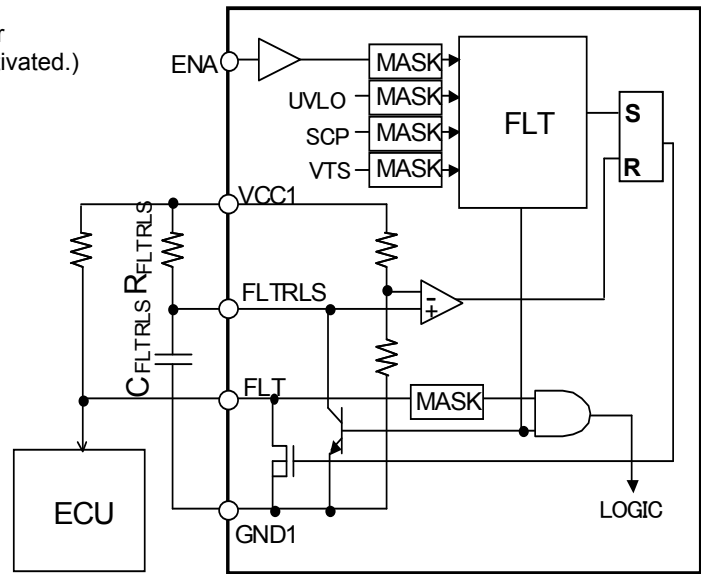 r
ivated.)
ENA
MASK
UVLO
MASK
SCP
MASK
VTS
MASK
FLT
S
R
VCC1
RFLTRLS
CFLTRLS
FLTRLS
-
+
FLT
MASK
ECU
GND1
LOGIC